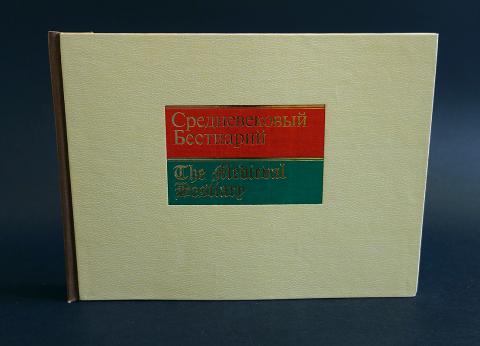 Средневековый
Бестиарий
The Medieval
Bestiary